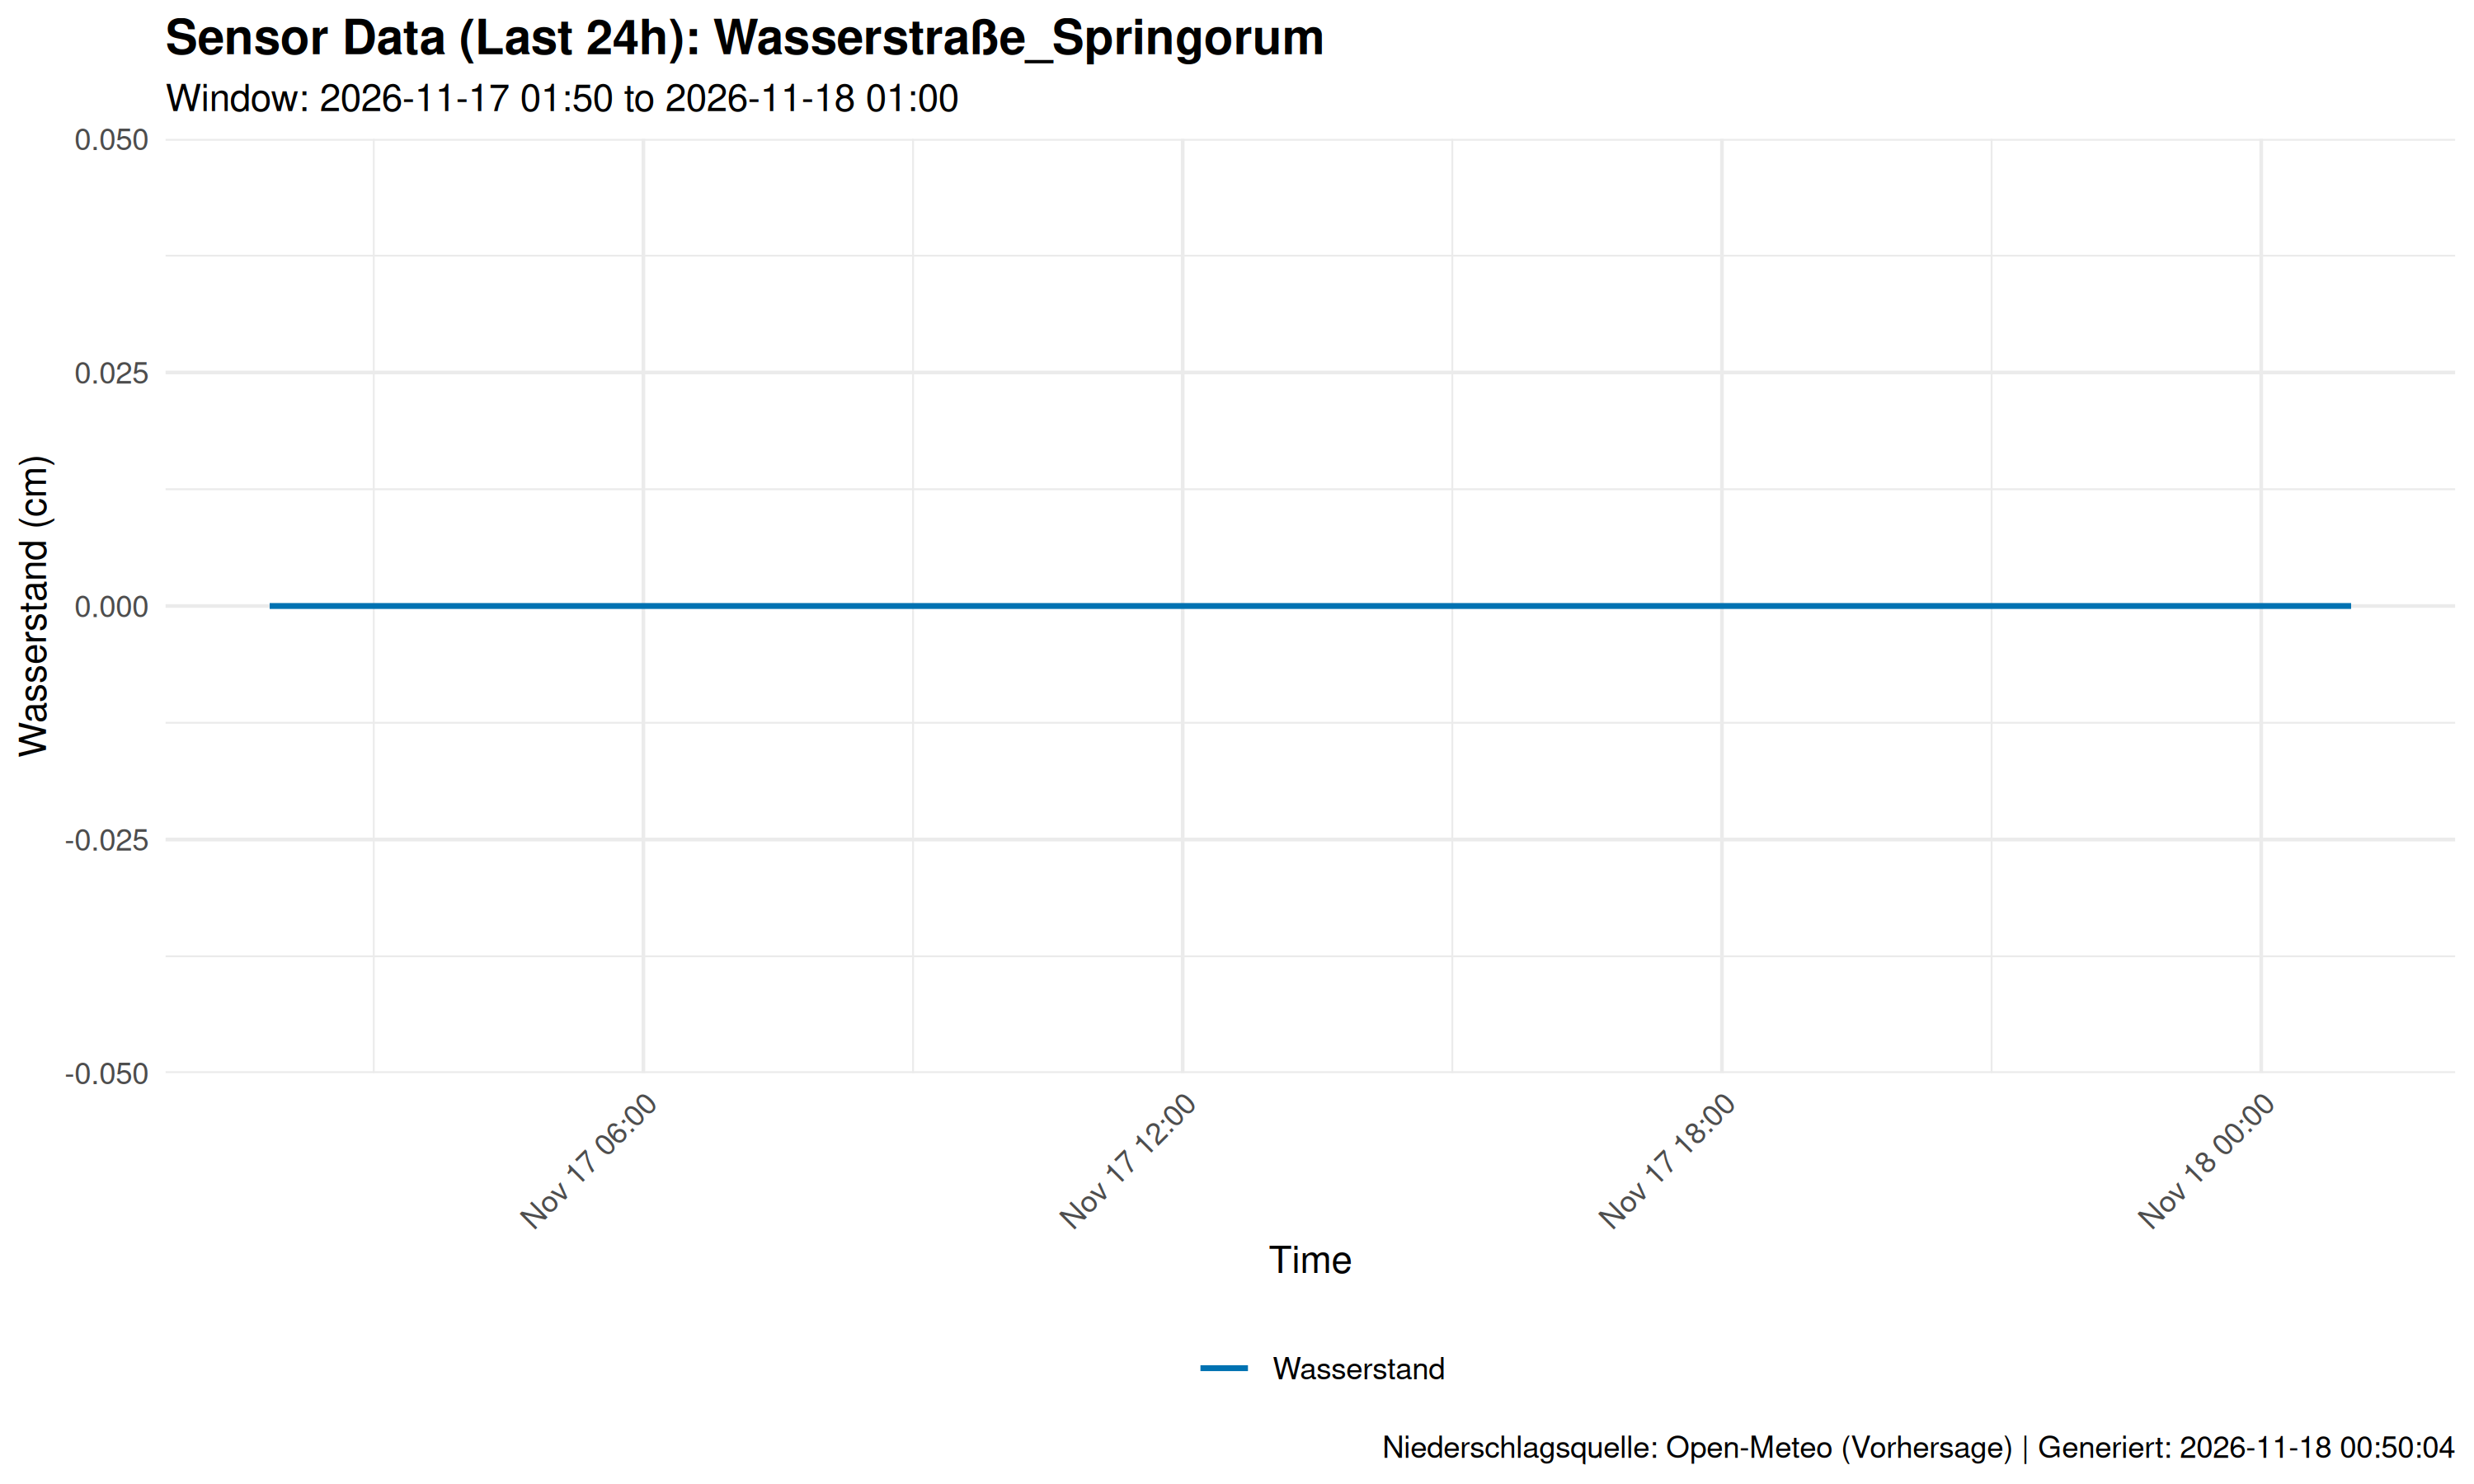 Sensor Data (Last 24h): Wasserstraße_Springorum
Window: 2026-11-17 01:50 to 2026-11-18 01:00
0.050
0.025
0.000
-0.025
-0.050
Wasserstand (cm)
Nov 17 06:00
Nov 17 12:00
Nov 17 18:00
Nov 18 00:00
Time
Wasserstand
Niederschlagsquelle: Open-Meteo (Vorhersage) | Generiert: 2026-11-18 00:50:04